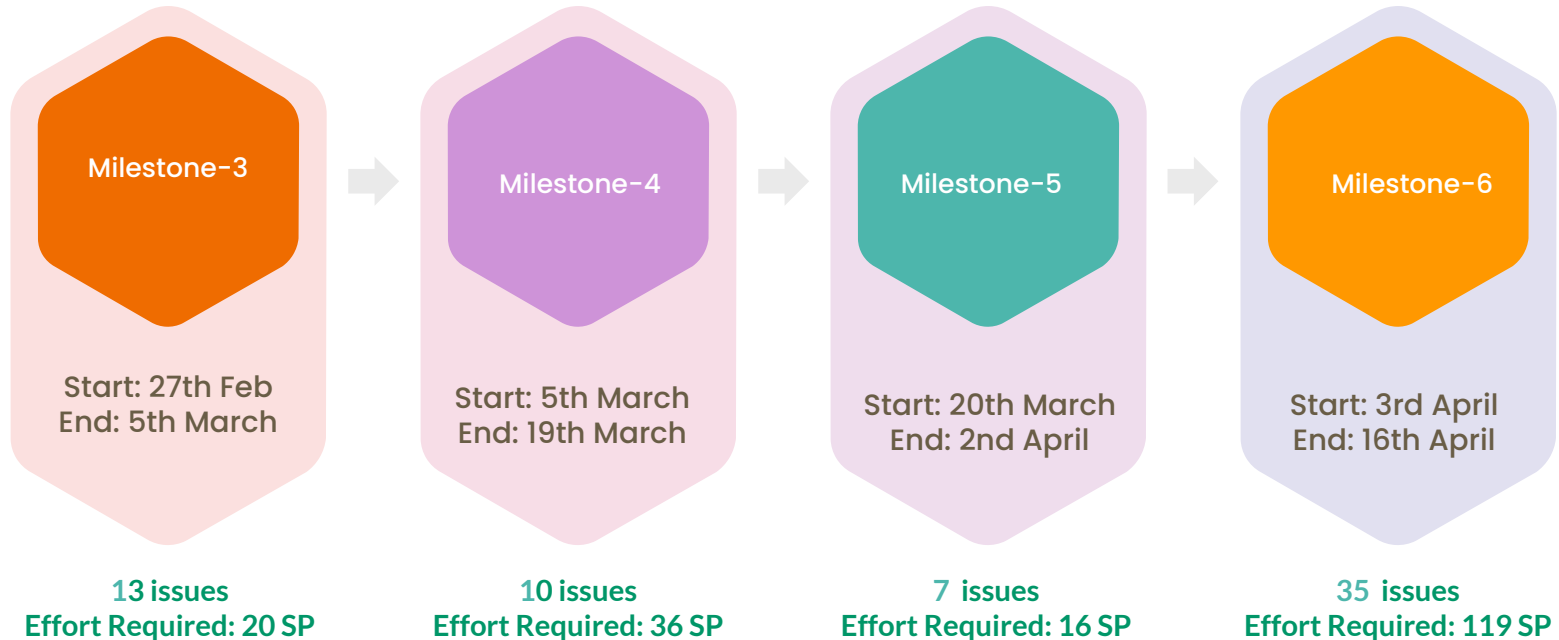 Milestone-3
Start: 27th Feb
End: 5th March
13 issues
Effort Required: 20 SP
Milestone-4
Start: 5th March
End: 19th March
10 issues
Effort Required: 36 SP
Milestone-5
Start: 20th March
End: 2nd April
7 issues
Effort Required: 16 SP
Milestone-6
Start: 3rd April
End: 16th April
35 issues
Effort Required: 119 SP